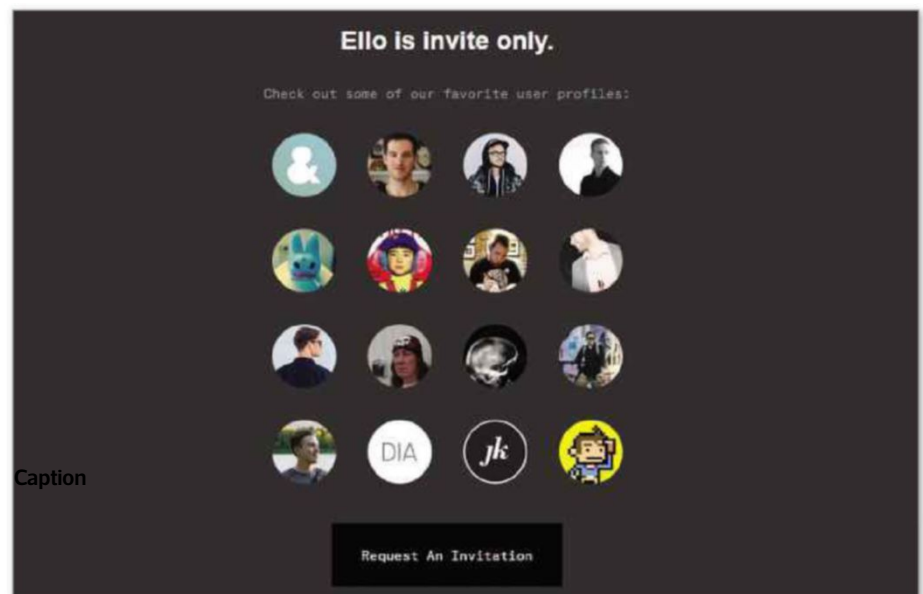 Ello is invite only.
Check out some of our favorite user profiles:
&
DIA
jk
Caption
Request An Invitation